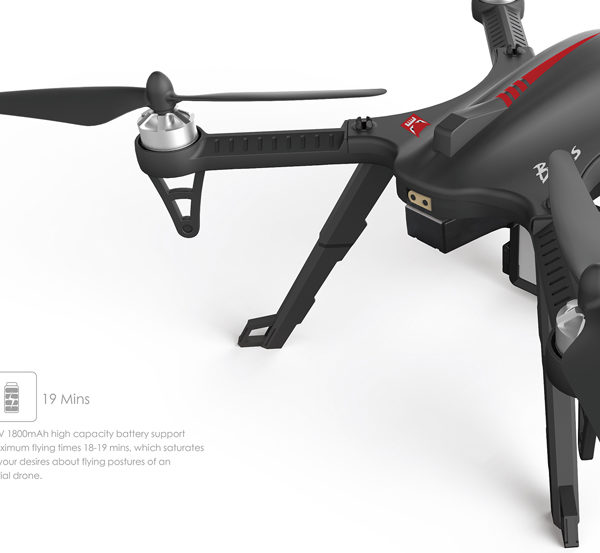 19 Mins
V 1800mAh high capacity battery support
ximum flying times 18-19 mins, which saturates
your desires about flying postures of an
ial drone.